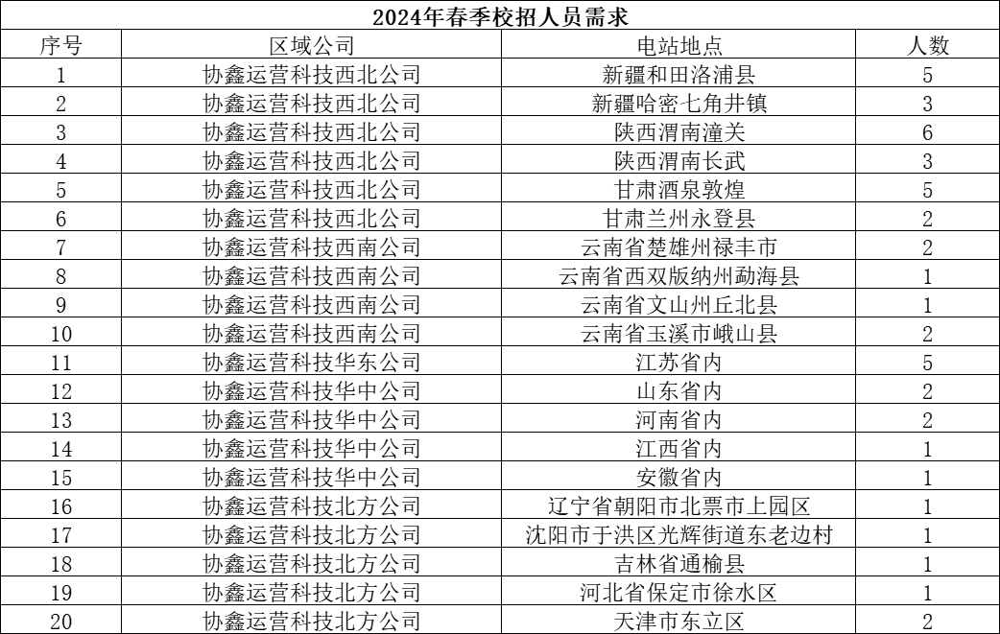 2024年春季校招人员需求
序号 区域公司 电站地点 人数
1 协鑫运营科技西北公司 新疆和田洛浦县 5
2 协鑫运营科技西北公司 新疆哈密七角井镇 3
3 协鑫运营科技西北公司 陕西渭南潼关 6
4 协鑫运营科技西北公司 陕西渭南长武 3
5 协鑫运营科技西北公司 甘肃酒泉敦煌 5
6 协鑫运营科技西北公司 甘肃兰州永登县 2
7 协鑫运营科技西南公司 云南省楚雄州禄丰市 2
8 协鑫运营科技西南公司 云南省西双版纳州勐海县 1
9 协鑫运营科技西南公司 云南省文山州丘北县 1
10 协鑫运营科技西南公司 云南省玉溪市峨山县 2
11 协鑫运营科技华东公司 江苏省内 5
12 协鑫运营科技华中公司 山东省内 2
13 协鑫运营科技华中公司 河南省内 2
14 协鑫运营科技华中公司 江西省内 1
15 协鑫运营科技华中公司 安徽省内 1
16 协鑫运营科技北方公司 辽宁省朝阳市北票市上园区 1
17 协鑫运营科技北方公司 沈阳市于洪区光辉街道东老边村 1
18 协鑫运营科技北方公司 吉林省通榆县 1
19 协鑫运营科技北方公司 河北省保定市徐水区 1
20 协鑫运营科技北方公司 天津市东立区 2